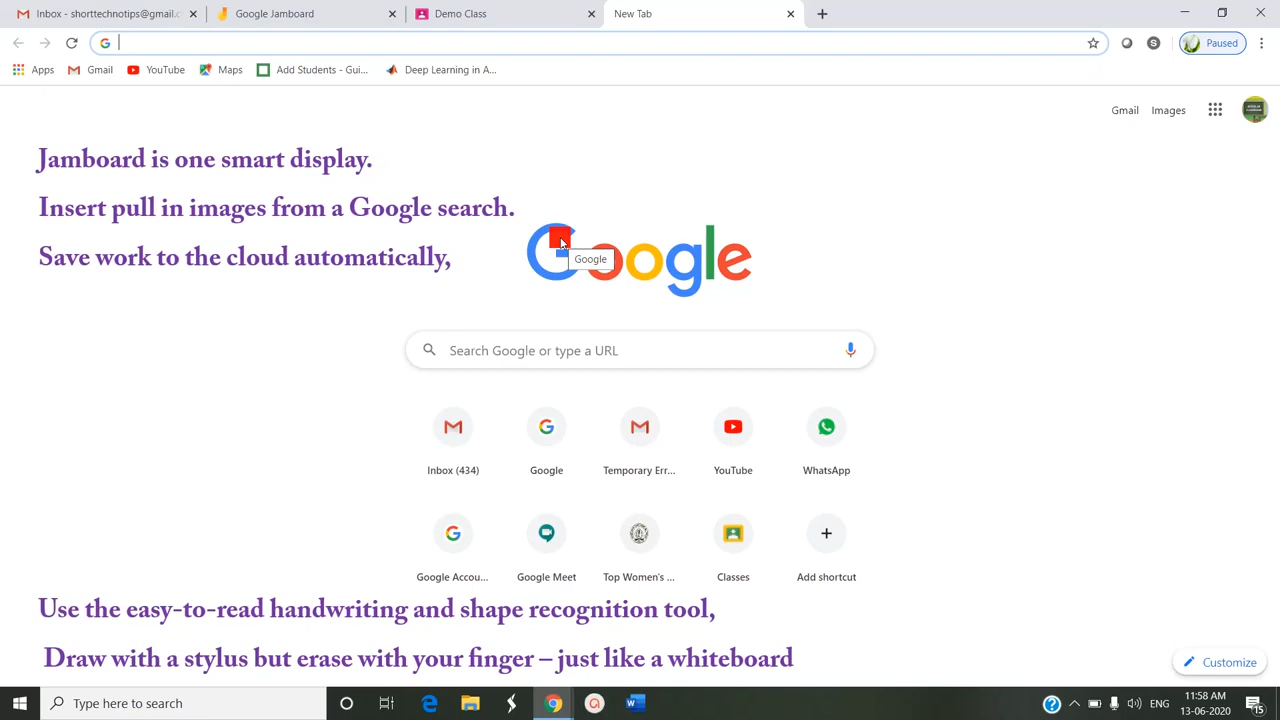 Inbox - shorttechnotips@gmail.c
Google Jamboard
Demo Class
New Tab
Paused
Apps
Gmail
YouTube
Maps
Add Students - Gui...
Deep Learning in A...
Gmail
Images
Jamboard is one smart display.
Insert pull in images from a Google search.
Save work to the cloud automatically,
Google
Google
Search Google or type a URL
Inbox (434)
Google
Temporary Err...
YouTube
WhatsApp
Google Accou...
Google Meet
Top Women's ...
Classes
Add shortcut
Use the easy-to-read handwriting and shape recognition tool,
Draw with a stylus but erase with your finger – just like a whiteboard
Customize
Type here to search
ENG
11:58 AM
13-06-2020
15